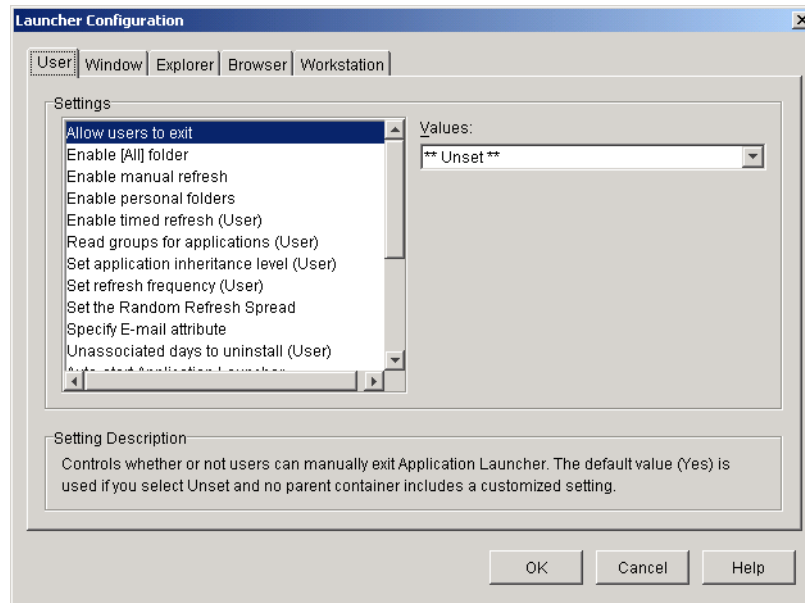 Launcher Configuration
User Window Explorer Browser Workstation
Settings
Allow users to exit
Enable [All] folder
Enable manual refresh
Enable personal folders
Enable timed refresh (User)
Read groups for applications (User)
Set application inheritance level (User)
Set refresh frequency (User)
Set the Random Refresh Spread
Specify E-mail attribute
Unassociated days to uninstall (User)
Auto-start Application Launcher
Values:
** Unset **
Setting Description
Controls whether or not users can manually exit Application Launcher. The default value (Yes) is
used if you select Unset and no parent container includes a customized setting.
OK Cancel Help